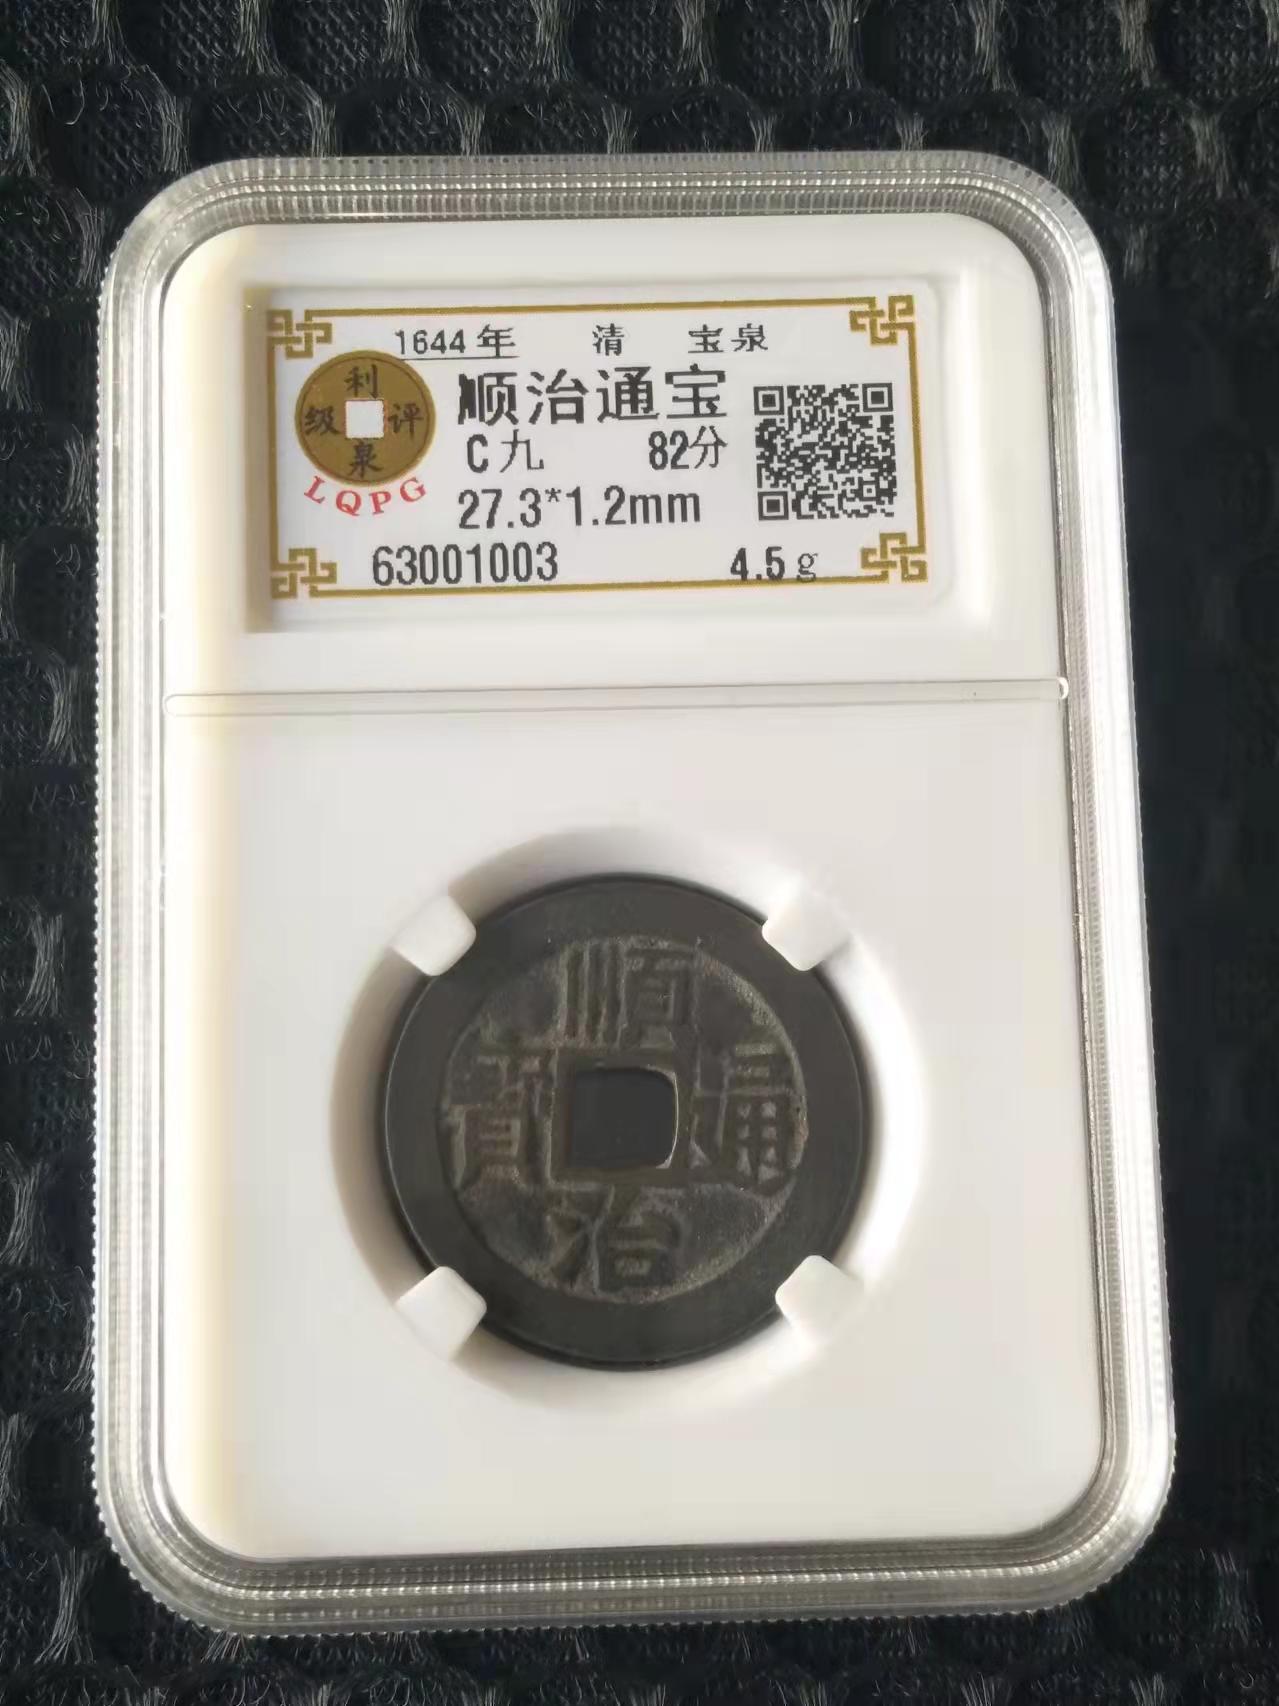 1644年 清 宝泉
利泉评级
LQPG
顺治通宝
C九 82分
27.3*1.2mm
63001003 4.5g
順治通寶